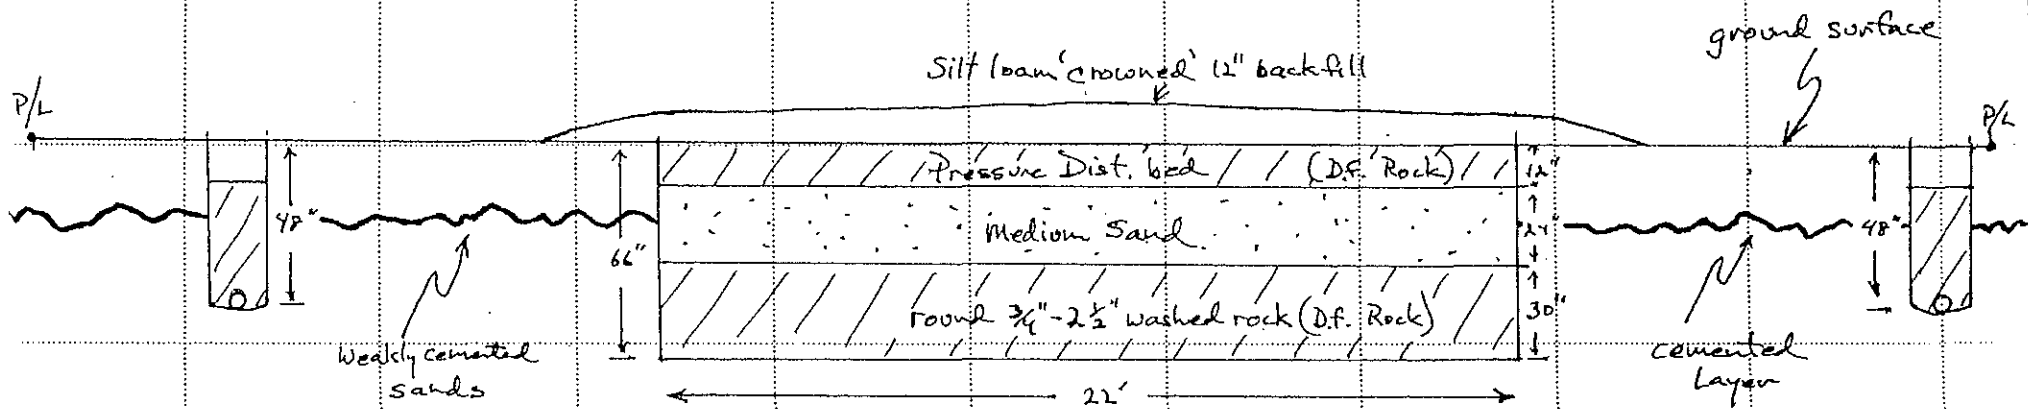 ground surface
Silt loam 'crowned' 12" backfill
P/L
P/L
Pressure Dist. bed (D.f. Rock)
12"
48"
66"
Medium Sand
24"
48"
round 3/4"-2 1/2" washed rock (D.f. Rock)
30"
Weakly cemented
sands
cemented
Layer
22'